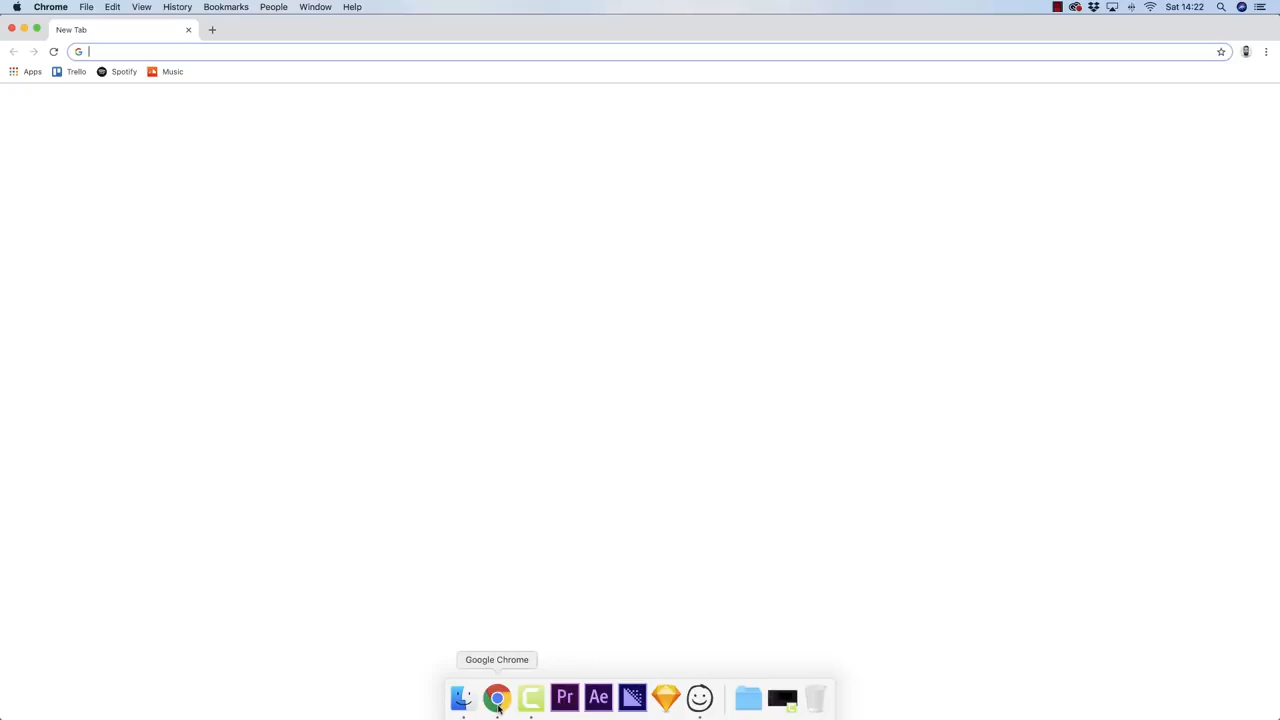 Chrome File Edit View History Bookmarks People Window Help Sat 14:22
New Tab
Apps Trello Spotify Music
Google Chrome
Pr Ae